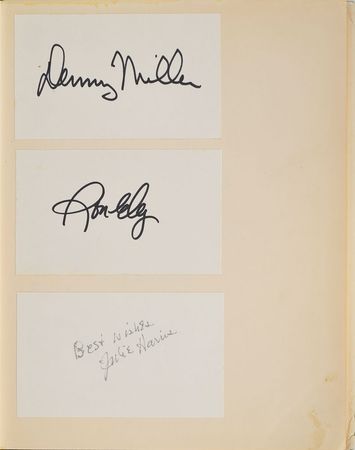 Denny Miller
Ron Ely
Best wishes
Julie Harris